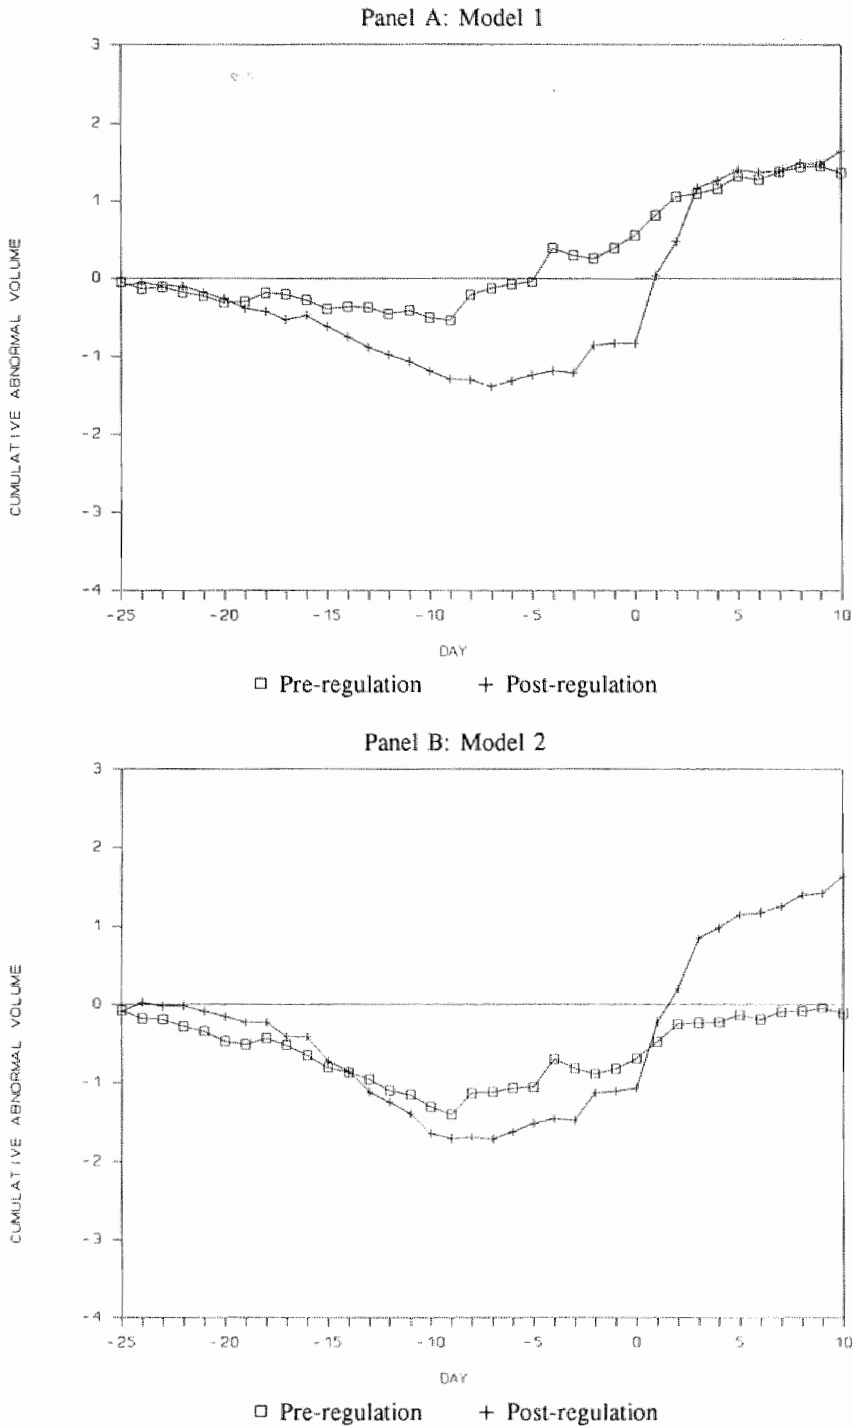 Panel A: Model 1
3
2
1
0
-1
-2
-3
-4
CUMULATIVE ABNORMAL VOLUME
-25 -20 -15 -10 -5 0 5 10
DAY
Pre-regulation Post-regulation
Panel B: Model 2
3
2
1
0
-1
-2
-3
-4
CUMULATIVE ABNORMAL VOLUME
-25 -20 -15 -10 -5 0 5 10
DAY
Pre-regulation Post-regulation